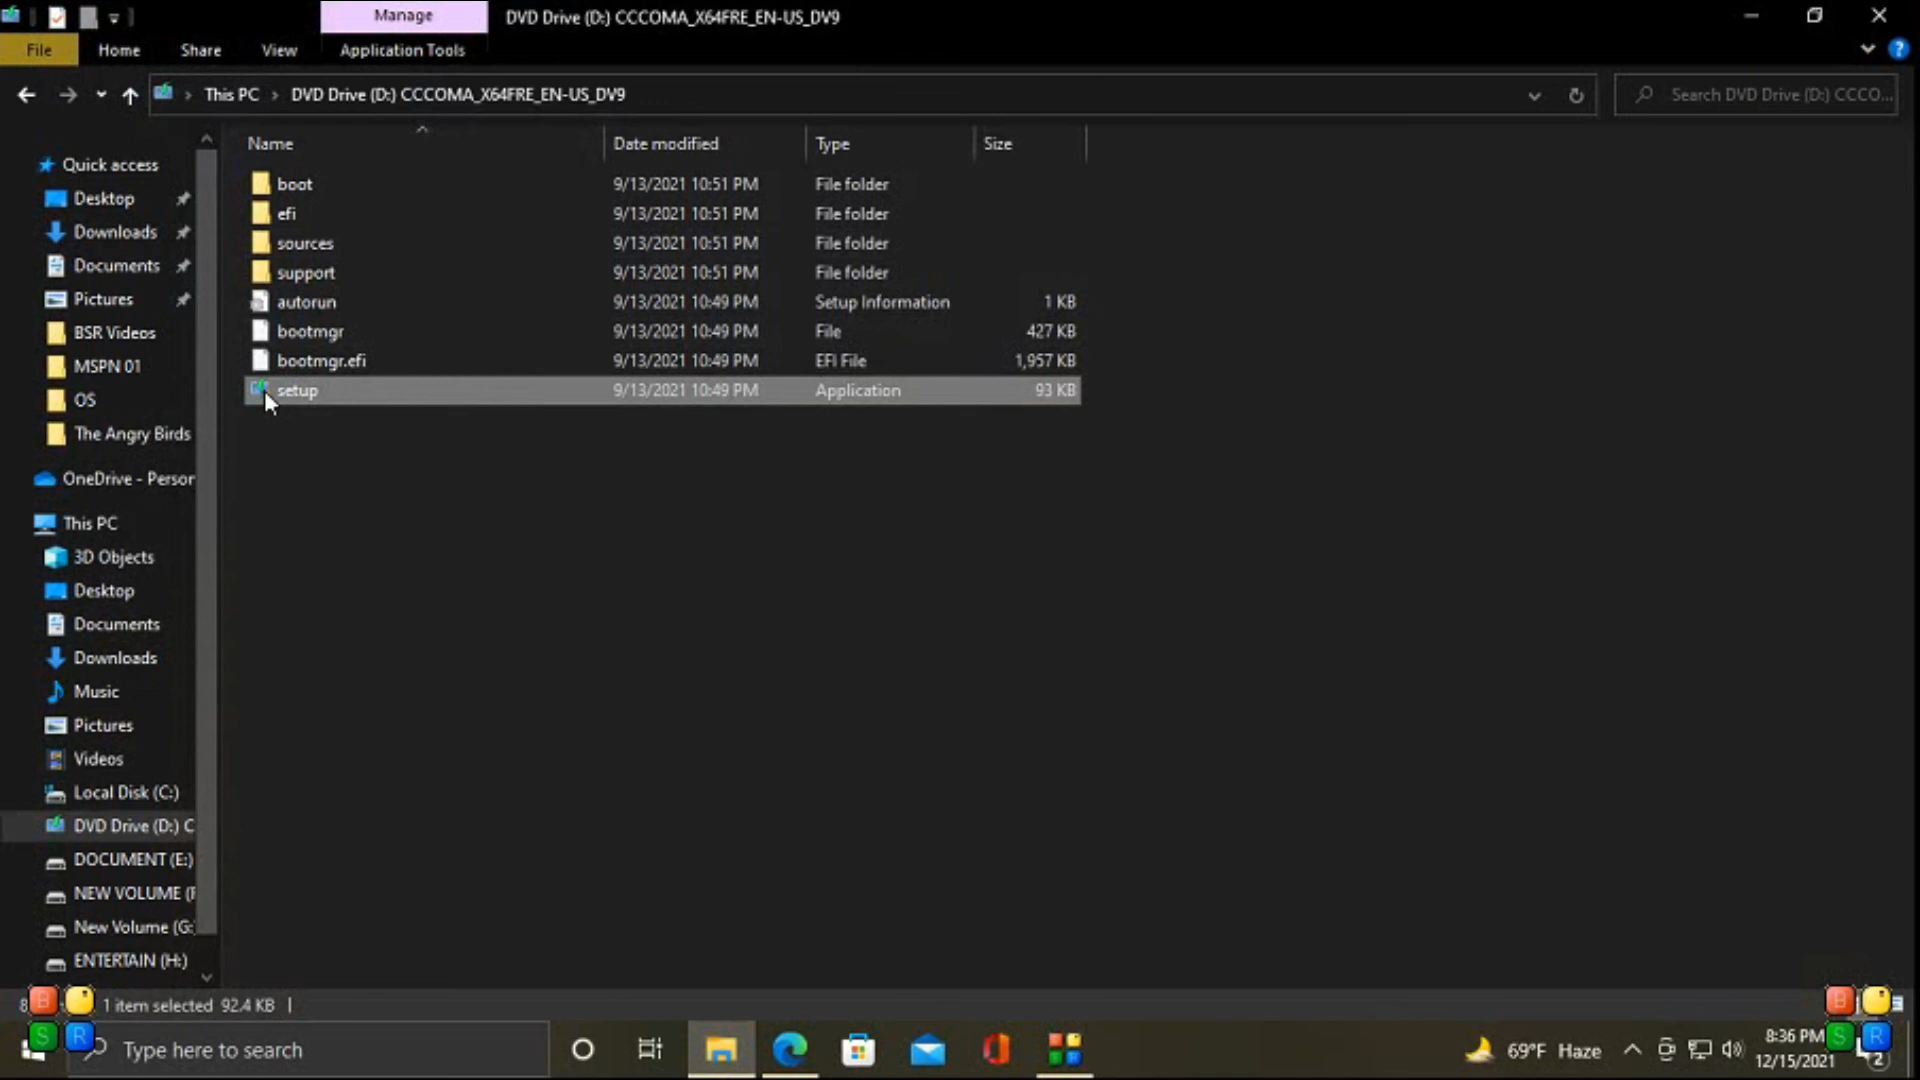 Manage
DVD Drive (D:) CCCOMA_X64FRE_EN-US_DV9
File Home Share View Application Tools
This PC DVD Drive (D:) CCCOMA_X64FRE_EN-US_DV9
Search DVD Drive (D:) CCCO...
Name Date modified Type Size
boot 9/13/2021 10:51 PM File folder
efi 9/13/2021 10:51 PM File folder
sources 9/13/2021 10:51 PM File folder
support 9/13/2021 10:51 PM File folder
autorun 9/13/2021 10:49 PM Setup Information 1 KB
bootmgr 9/13/2021 10:49 PM File 427 KB
bootmgr.efi 9/13/2021 10:49 PM EFI File 1,957 KB
setup 9/13/2021 10:49 PM Application 93 KB
Quick access
Desktop
Downloads
Documents
Pictures
BSR Videos
MSPN 01
OS
The Angry Birds
OneDrive - Person
This PC
3D Objects
Desktop
Documents
Downloads
Music
Pictures
Videos
Local Disk (C:)
DVD Drive (D:) C
DOCUMENT (E:)
NEW VOLUME (F
New Volume (G:
ENTERTAIN (H:)
8 1 item selected 92.4 KB
B
S R
B
S R
Type here to search
69°F Haze
8:36 PM
12/15/2021
2